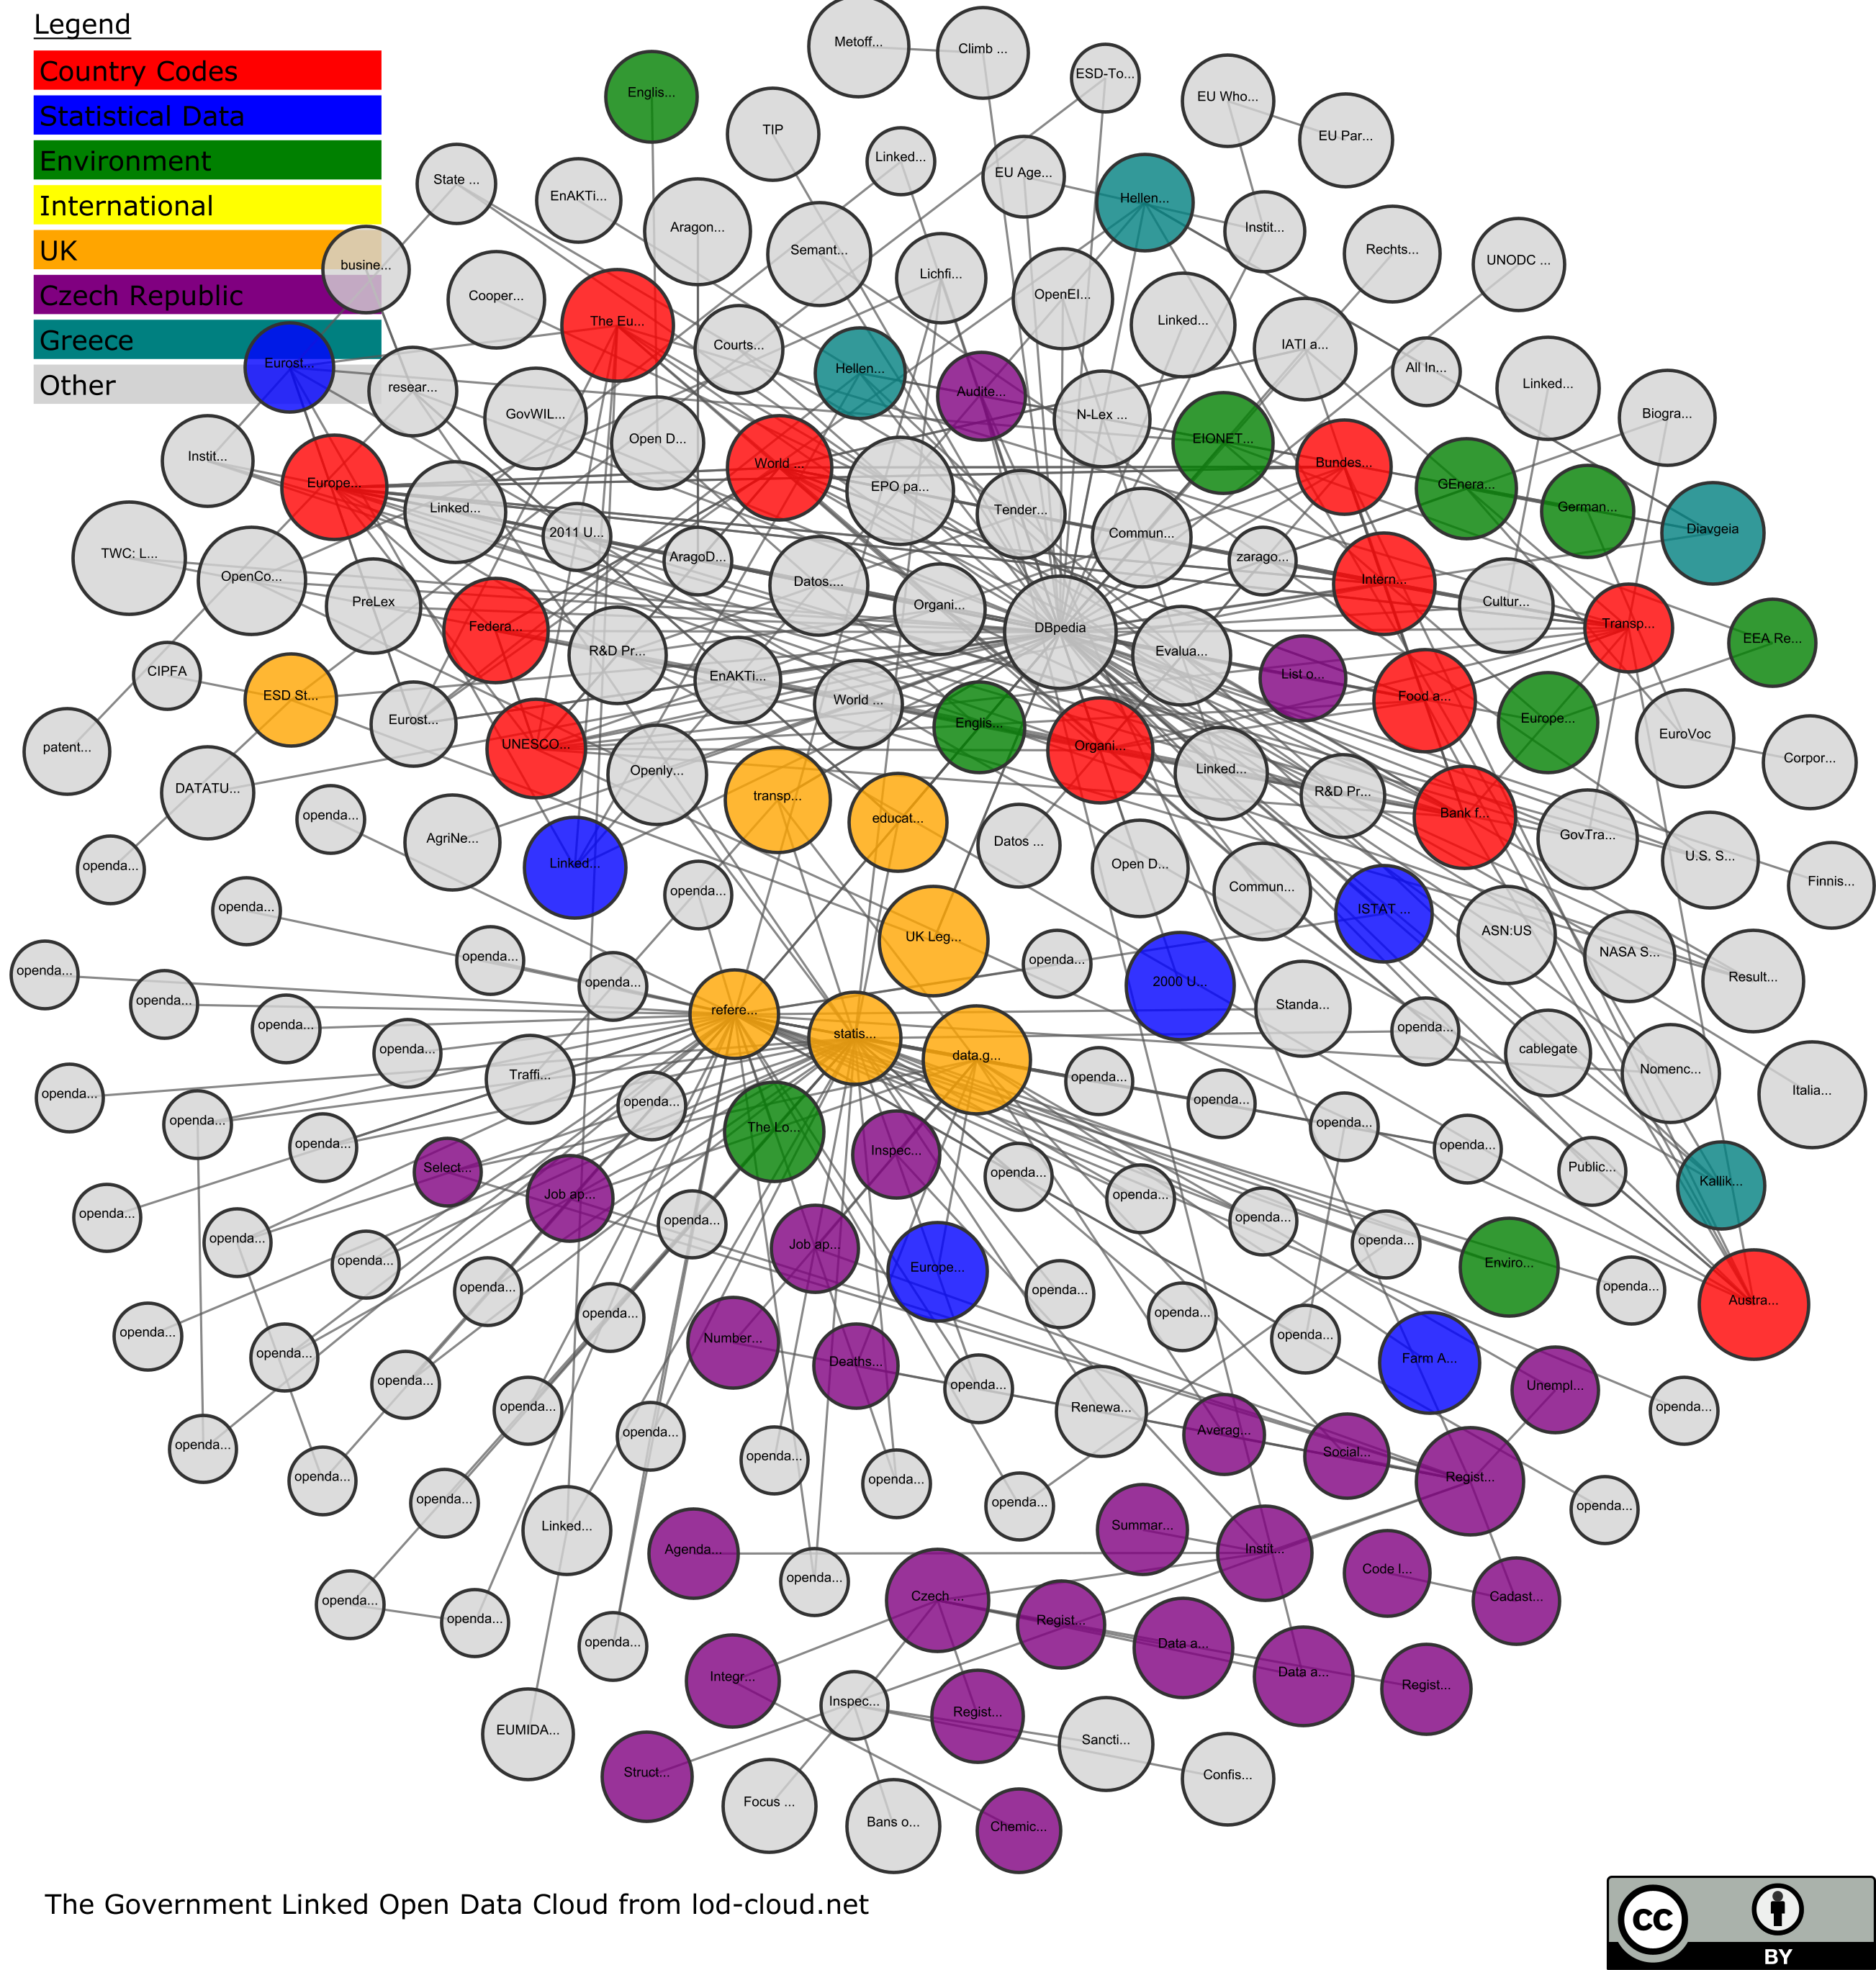 Legend
Country Codes
Statistical Data
Environment
International
UK
Czech Republic
Greece
Other
Metoff...
Climb ...
ESD-To...
EU Who...
EU Par...
Englis...
TIP
Linked...
EU Age...
Hellen...
Instit...
State ...
EnAKTi...
Aragon...
Semant...
Lichfi...
OpenEI...
Linked...
Rechts...
UNODC ...
busine...
Cooper...
The Eu...
Courts...
Hellen...
Audite...
N-Lex ...
IATI a...
All In...
Linked...
Biogra...
Eurost...
resear...
GovWIL...
Open D...
World ...
EPO pa...
Tender...
Commun...
EIONET...
Bundes...
GEnera...
German...
Diavgeia
Instit...
Europe...
Linked...
2011 U...
AragoD...
Datos....
Organi...
DBpedia
Evalua...
zarago...
Intern...
Cultur...
Transp...
EEA Re...
TWC: L...
OpenCo...
PreLex
Federa...
R&D Pr...
EnAKTi...
World ...
Englis...
Organi...
List o...
Food a...
Europe...
EuroVoc
Corpor...
CIPFA
ESD St...
Eurost...
UNESCO...
Openly...
transp...
educat...
Datos ...
Open D...
Linked...
R&D Pr...
Bank f...
GovTra...
U.S. S...
Finnis...
patent...
DATATU...
openda...
AgriNe...
Linked...
openda...
UK Leg...
openda...
2000 U...
Commun...
ISTAT ...
ASN:US
NASA S...
Result...
openda...
openda...
openda...
openda...
refere...
statis...
data.g...
Standa...
openda...
cablegate
Nomenc...
Italia...
openda...
openda...
openda...
openda...
Traffi...
openda...
The Lo...
Inspec...
openda...
openda...
openda...
openda...
Public...
Kallik...
openda...
openda...
openda...
Select...
Job ap...
openda...
Job ap...
Europe...
openda...
openda...
openda...
openda...
Enviro...
openda...
Austra...
openda...
openda...
openda...
openda...
openda...
Number...
Deaths...
openda...
openda...
openda...
Farm A...
Unempl...
openda...
openda...
openda...
openda...
openda...
openda...
openda...
openda...
Renewa...
Averag...
Social...
Regist...
openda...
openda...
openda...
openda...
Linked...
Agenda...
openda...
openda...
Summar...
Instit...
Code l...
Cadast...
openda...
openda...
openda...
Czech ...
Regist...
Data a...
Data a...
Regist...
EUMIDA...
Integr...
Inspec...
Regist...
Sancti...
Confis...
Struct...
Focus ...
Bans o...
Chemic...
The Government Linked Open Data Cloud from lod-cloud.net
cc
BY